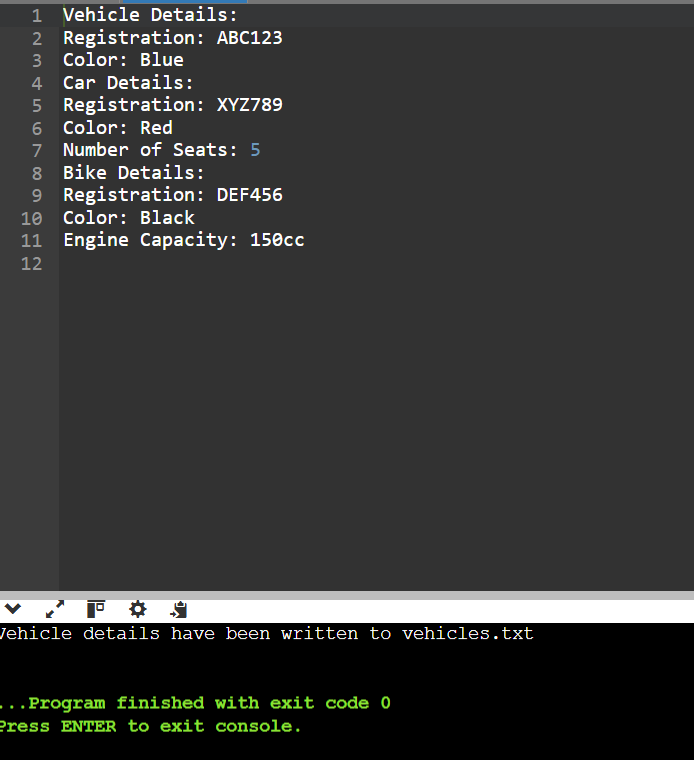 1 Vehicle Details:
2 Registration: ABC123
3 Color: Blue
4 Car Details:
5 Registration: XYZ789
6 Color: Red
7 Number of Seats: 5
8 Bike Details:
9 Registration: DEF456
10 Color: Black
11 Engine Capacity: 150cc
12
Vehicle details have been written to vehicles.txt
...Program finished with exit code 0
Press ENTER to exit console.